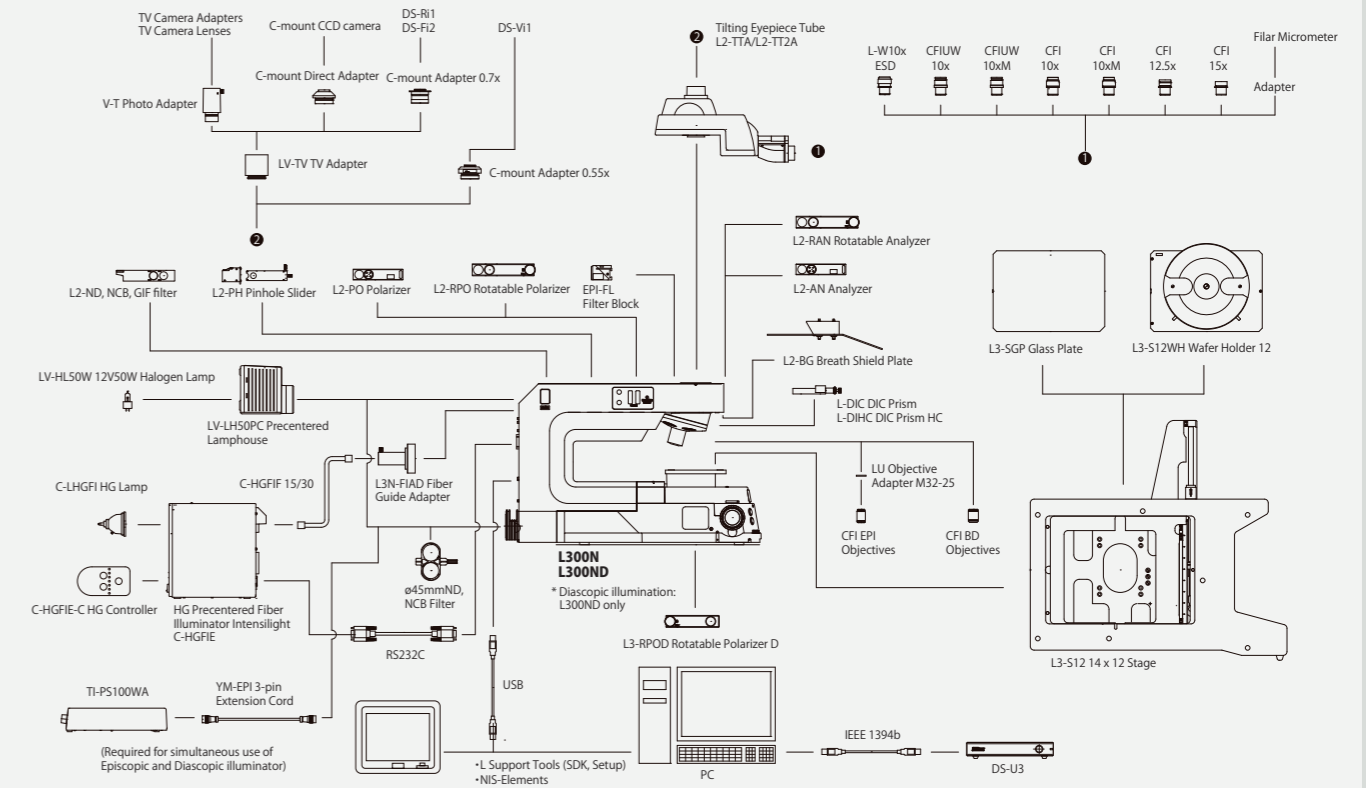 TV Camera Adapters
TV Camera Lenses
C-mount CCD camera
DS-Ri1
DS-Fi2
DS-Vi1
C-mount Direct Adapter
C-mount Adapter 0.7x
V-T Photo Adapter
LV-TV TV Adapter
C-mount Adapter 0.55x
2
2
Tilting Eyepiece Tube
L2-TTA/L2-TT2A
1
L-W10x
ESD
CFIUW
10x
CFIUW
10xM
CFI
10x
CFI
10xM
CFI
12.5x
CFI
15x
Filar Micrometer
Adapter
1
L2-ND, NCB, GIF filter
L2-PH Pinhole Slider
L2-PO Polarizer
L2-RPO Rotatable Polarizer
EPI-FL
Filter Block
L2-RAN Rotatable Analyzer
L2-AN Analyzer
L2-BG Breath Shield Plate
L-DIC DIC Prism
L-DIHC DIC Prism HC
L3-SGP Glass Plate
L3-S12WH Wafer Holder 12
LV-HL50W 12V50W Halogen Lamp
LV-LH50PC Precentered
Lamphouse
C-LHGFI HG Lamp
C-HGFIF 15/30
L3N-FIAD Fiber
Guide Adapter
LU Objective
Adapter M32-25
CFI EPI
Objectives
CFI BD
Objectives
L300N
L300ND
* Diascopic illumination:
L300ND only
ø45mmND,
NCB Filter
C-HGFIE-C HG Controller
HG Precentered Fiber
Illuminator Intensilight
C-HGFIE
RS232C
L3-RPOD Rotatable Polarizer D
L3-S12 14 x 12 Stage
TI-PS100WA
YM-EPI 3-pin
Extension Cord
(Required for simultaneous use of
Episcopic and Diascopic illuminator)
USB
•L Support Tools (SDK, Setup)
•NIS-Elements
PC
IEEE 1394b
DS-U3